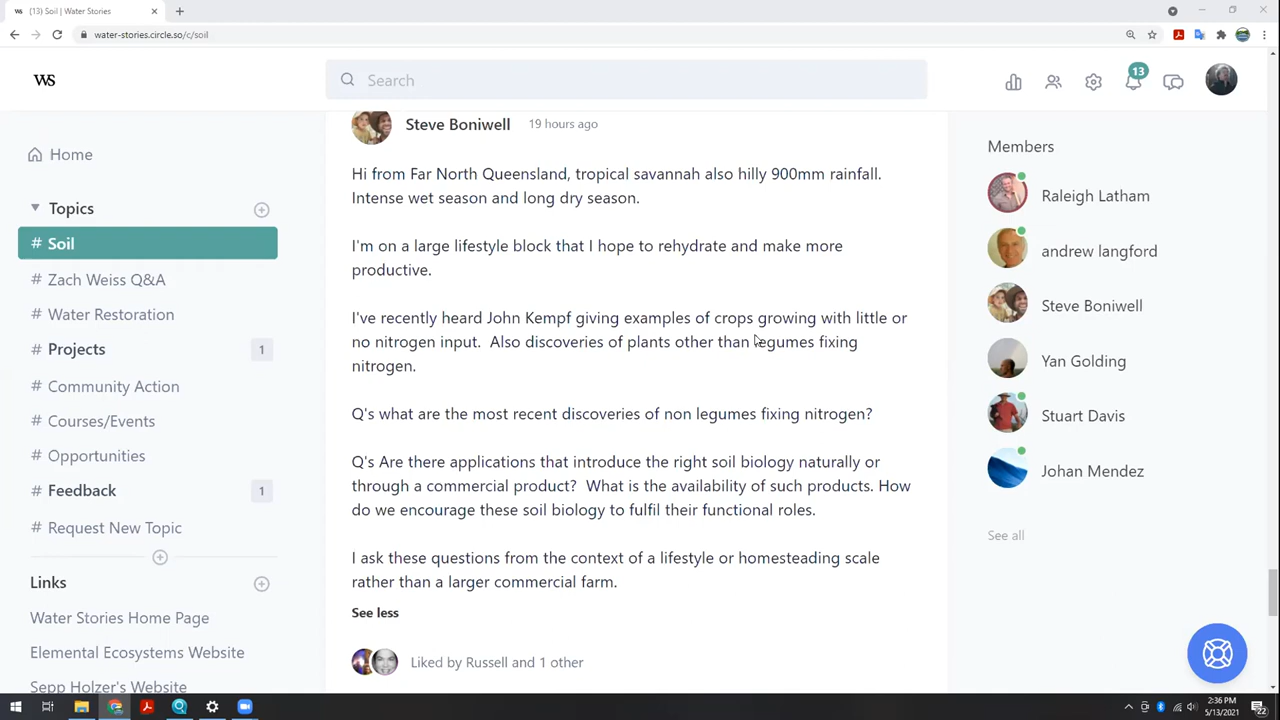 (13) Soil | Water Stories
water-stories.circle.so/c/soil
WS
Search
13
Home
Topics
# Soil
# Zach Weiss Q&A
# Water Restoration
# Projects 1
# Community Action
# Courses/Events
# Opportunities
# Feedback 1
# Request New Topic
Links
Water Stories Home Page
Elemental Ecosystems Website
Sepp Holzer's Website
Steve Boniwell 19 hours ago
Hi from Far North Queensland, tropical savannah also hilly 900mm rainfall.
Intense wet season and long dry season.
I'm on a large lifestyle block that I hope to rehydrate and make more
productive.
I've recently heard John Kempf giving examples of crops growing with little or
no nitrogen input. Also discoveries of plants other than legumes fixing
nitrogen.
Q's what are the most recent discoveries of non legumes fixing nitrogen?
Q's Are there applications that introduce the right soil biology naturally or
through a commercial product? What is the availability of such products. How
do we encourage these soil biology to fulfil their functional roles.
I ask these questions from the context of a lifestyle or homesteading scale
rather than a larger commercial farm.
See less
Liked by Russell and 1 other
Members
Raleigh Latham
andrew langford
Steve Boniwell
Yan Golding
Stuart Davis
Johan Mendez
See all
2:36 PM
5/13/2021
22